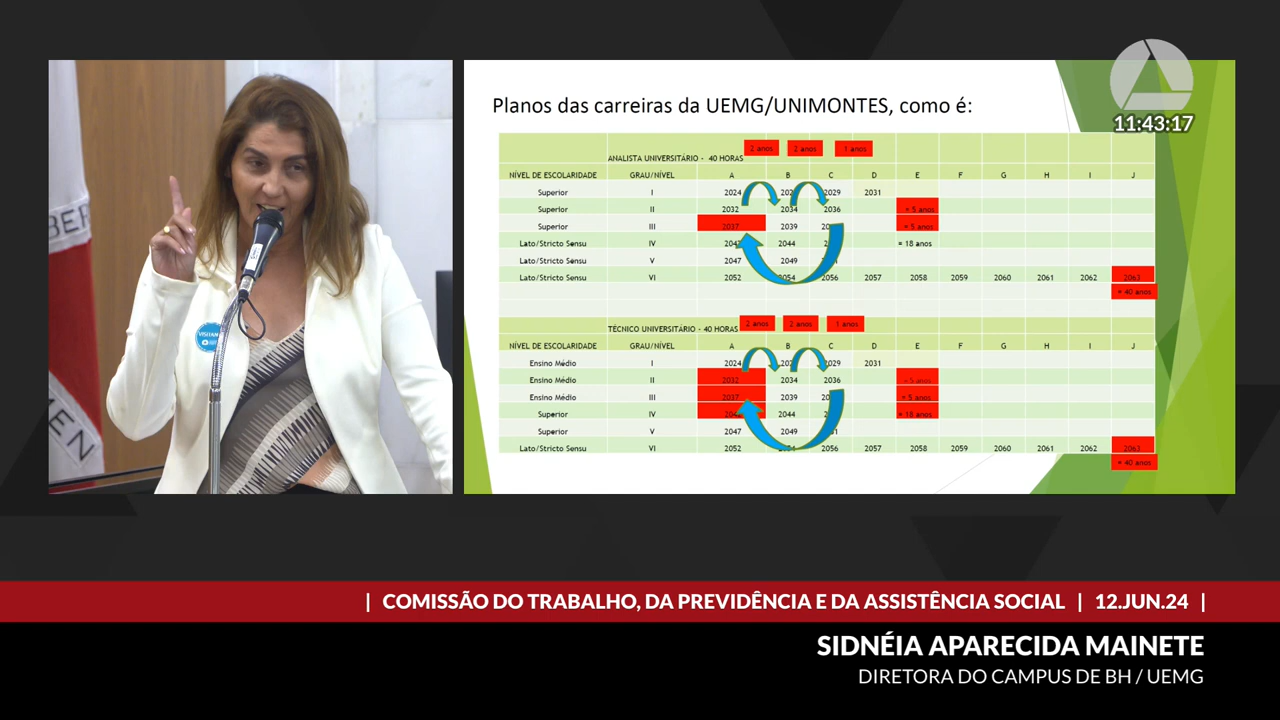 BER
MEN
VISITAN
Planos das carreiras da UEMG/UNIMONTES, como é:
11:43:17
2 anos 2 anos 1 anos
ANALISTA UNIVERSITÁRIO - 40 HORAS
NÍVEL DE ESCOLARIDADE GRAU/NÍVEL A B C D E F G H I J
Superior I 2024 2029 2031
Superior II 2032 2034 2036 + 5 anos
Superior III 2037 2039 + 5 anos
Lato/Stricto Sensu IV 2044 = 18 anos
Lato/Stricto Sensu V 2047 2049
Lato/Stricto Sensu VI 2052 2054 2056 2057 2058 2059 2060 2061 2062 2063
= 40 anos
2 anos 2 anos 1 anos
TÉCNICO UNIVERSITÁRIO - 40 HORAS
NÍVEL DE ESCOLARIDADE GRAU/NÍVEL A B C D E F G H I J
Ensino Médio I 2024 2029 2031
Ensino Médio II 2032 2034 2036 + 5 anos
Ensino Médio III 2037 2039 + 5 anos
Superior IV 2044 = 18 anos
Superior V 2047 2049
Lato/Stricto Sensu VI 2052 2056 2057 2058 2059 2060 2061 2062 2063
= 40 anos
| COMISSÃO DO TRABALHO, DA PREVIDÊNCIA E DA ASSISTÊNCIA SOCIAL | 12.JUN.24 |
SIDNÉIA APARECIDA MAINETE
DIRETORA DO CAMPUS DE BH / UEMG